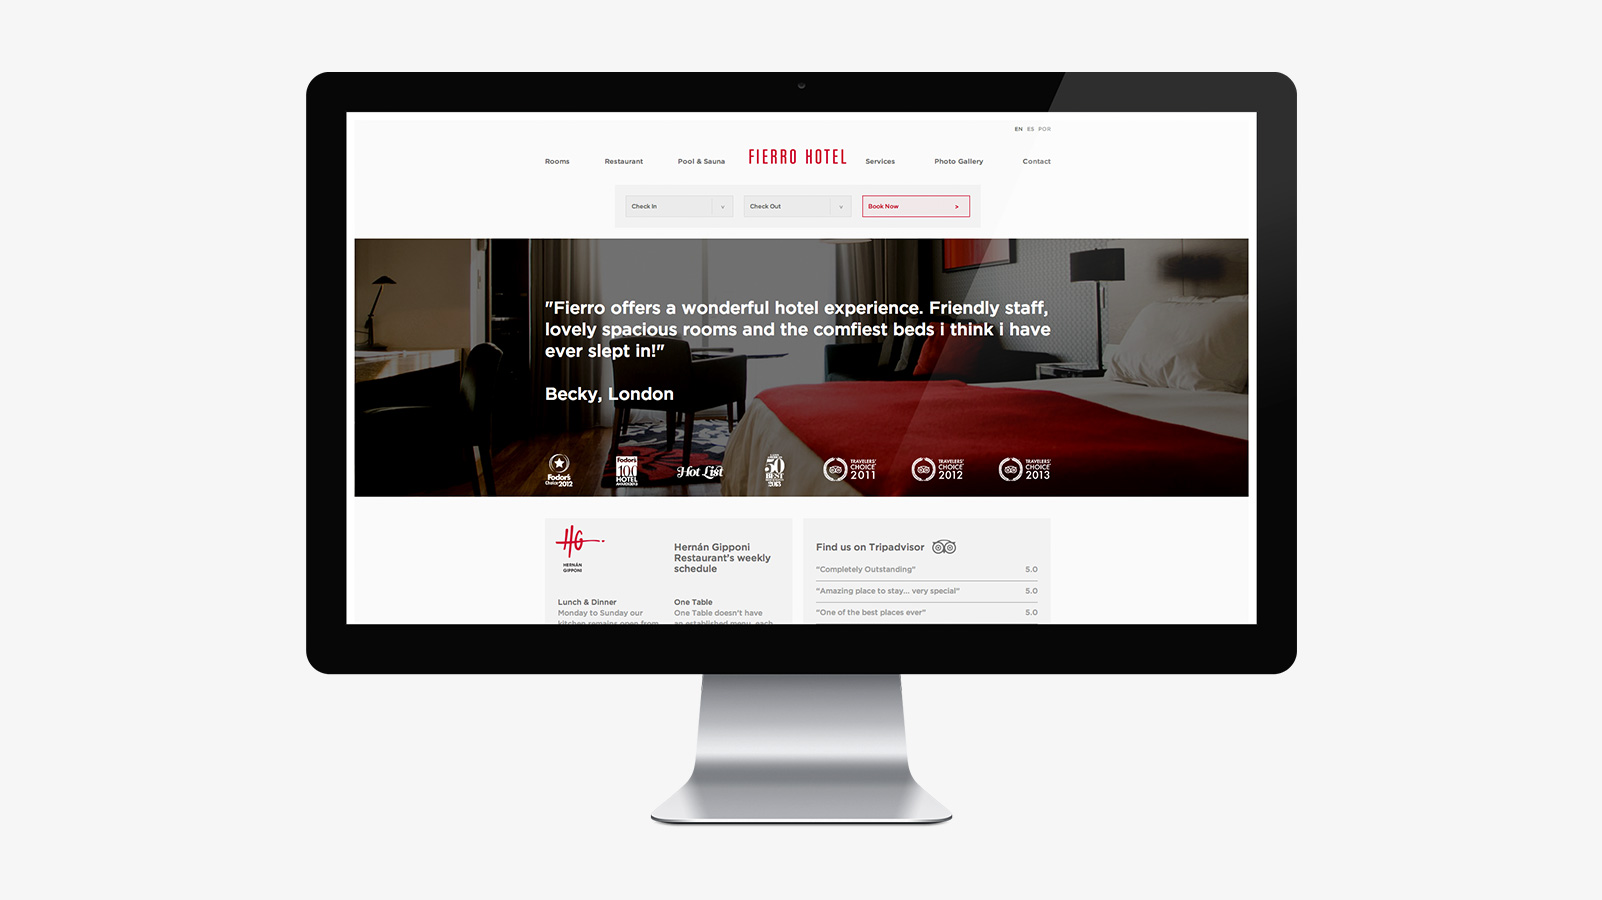 EN ES POR
Rooms
Restaurant
Pool & Sauna
FIERRO HOTEL
Services
Photo Gallery
Contact
Check In v
Check Out v
Book Now >
"Fierro offers a wonderful hotel experience. Friendly staff,
lovely spacious rooms and the comfiest beds i think i have
ever slept in!"
Becky, London
Fodor's
Choice 2012
Fodor's
100
HOTEL
Hot List
50
BEST
2013
TRAVELERS'
CHOICE
2011
TRAVELERS'
CHOICE
2012
TRAVELERS'
CHOICE
2013
HG
HERNÁN
GIPPONI
Hernán Gipponi
Restaurant's weekly
schedule
Lunch & Dinner
Monday to Sunday our
kitchen remains open from
One Table
One Table doesn't have
an established menu, each
Find us on Tripadvisor
"Completely Outstanding" 5.0
"Amazing place to stay... very special" 5.0
"One of the best places ever" 5.0